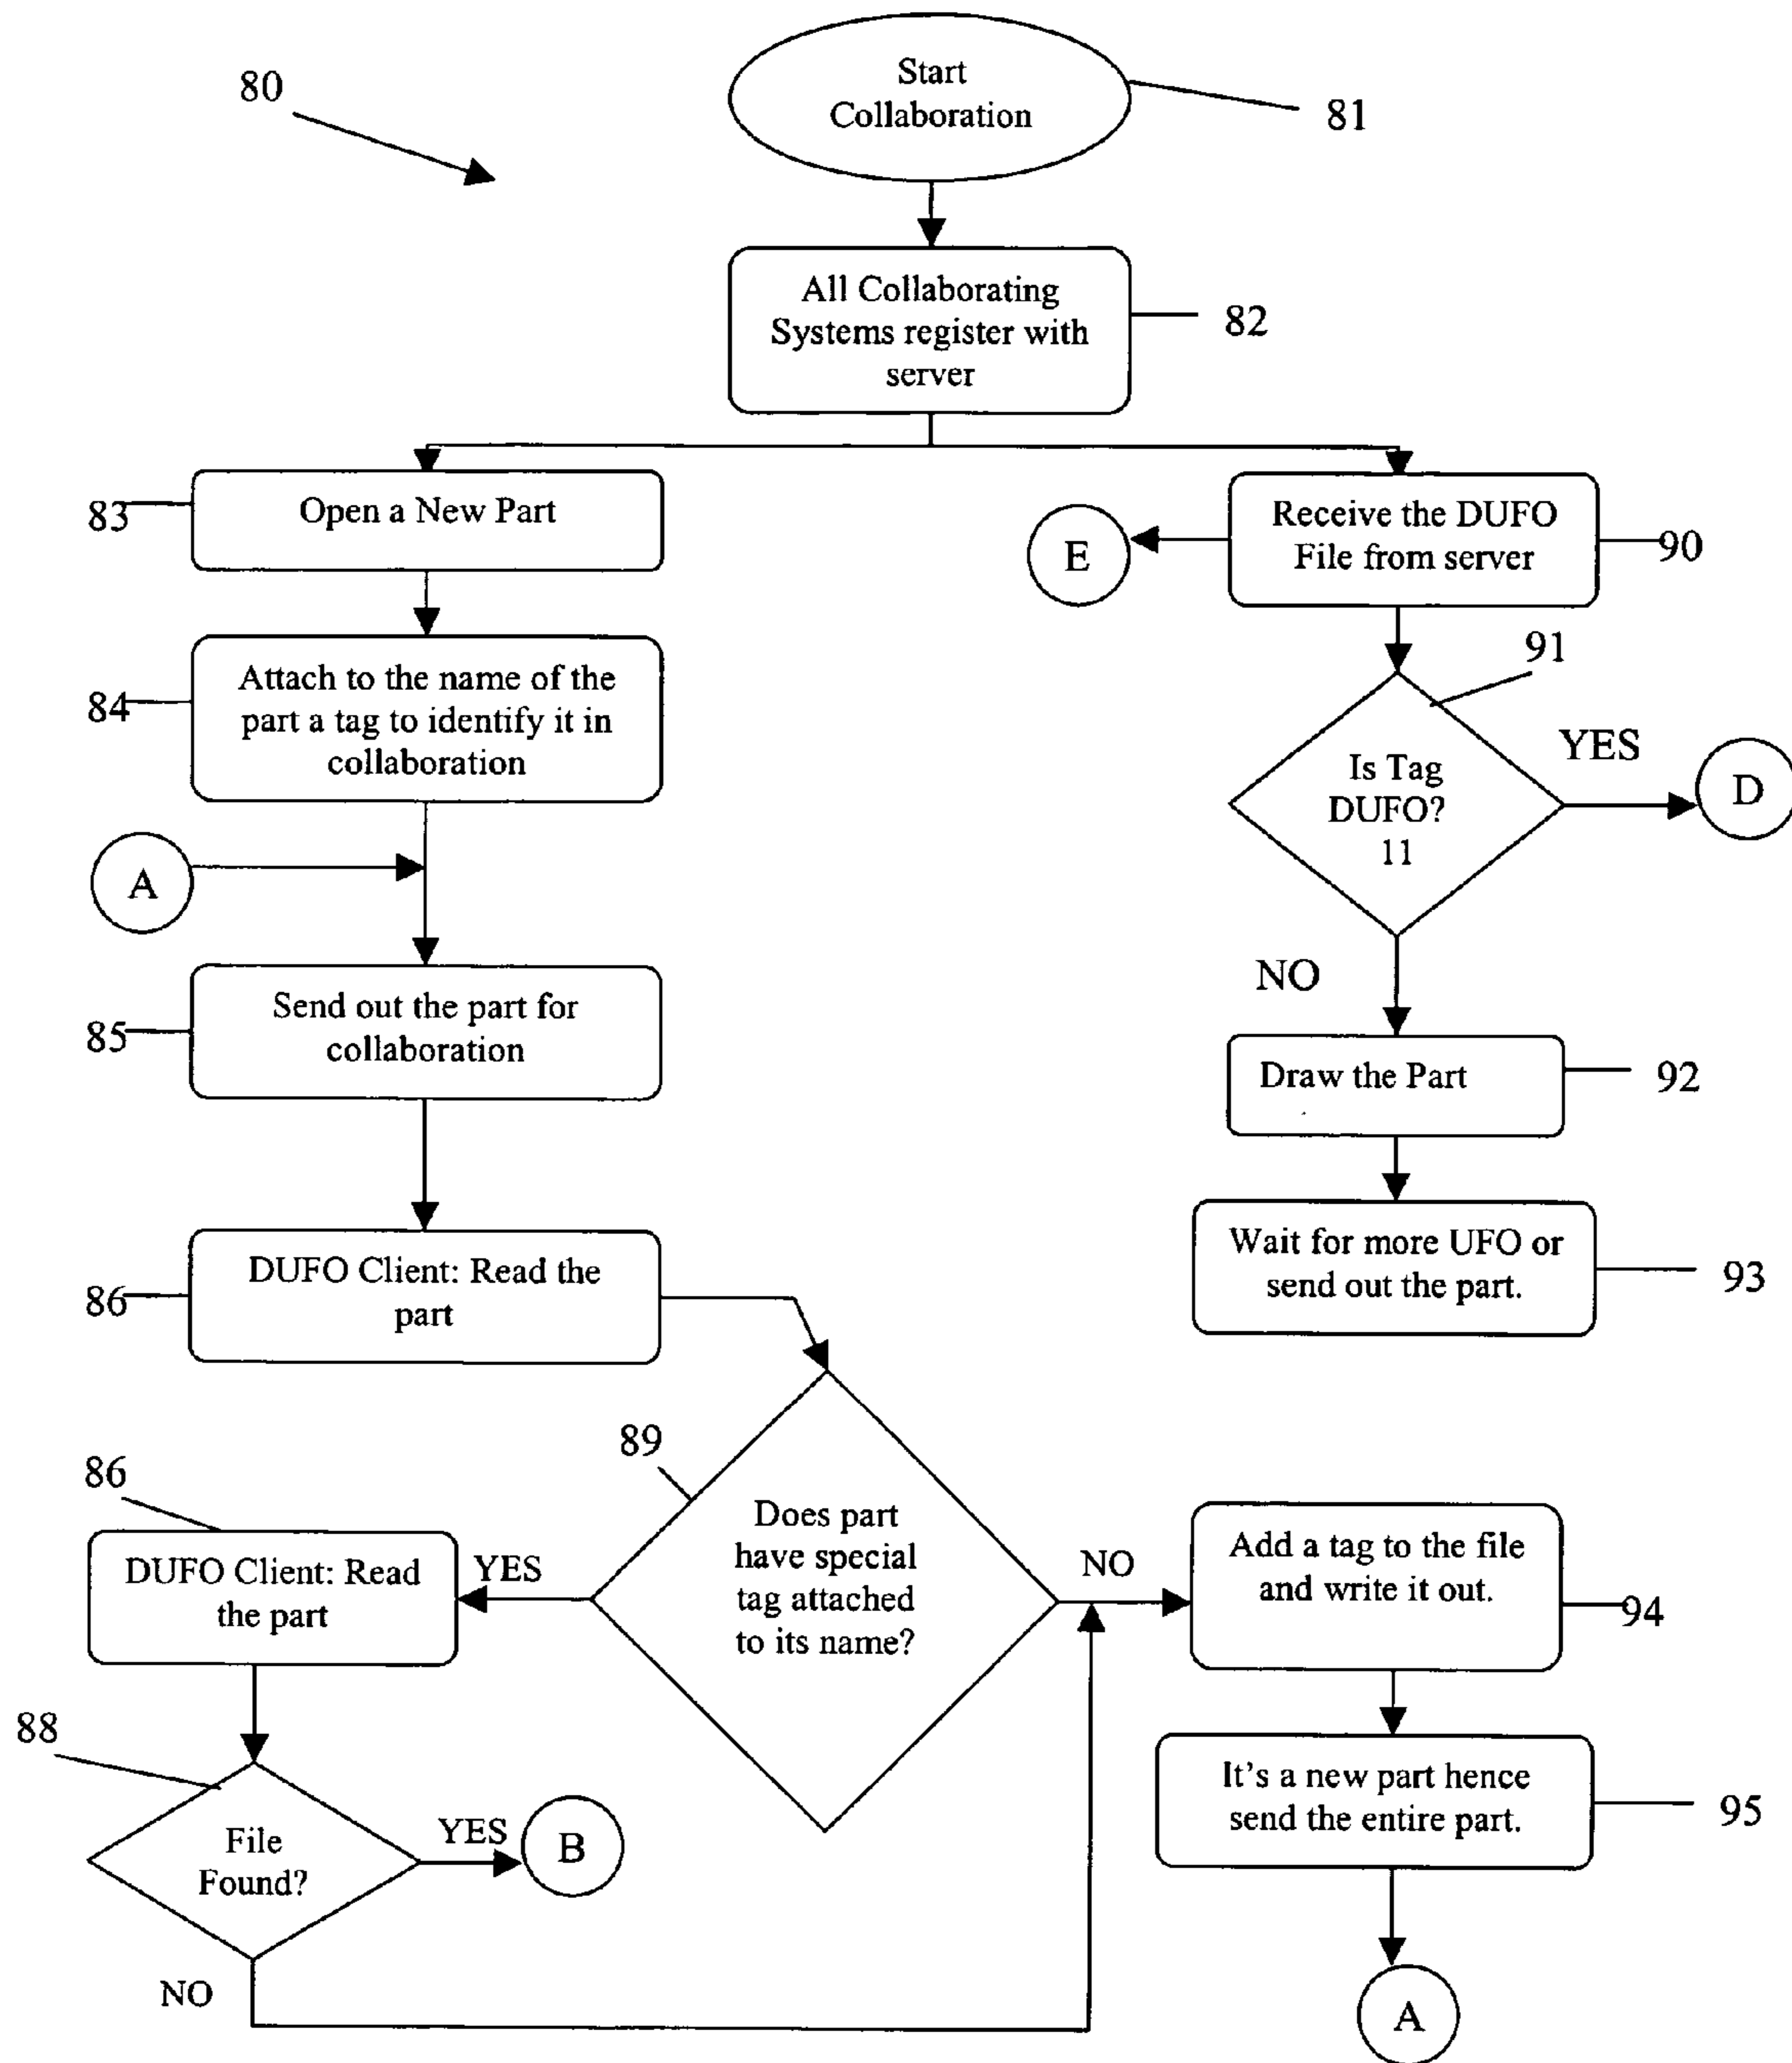 80
Start
Collaboration
81
All Collaborating
Systems register with
server
82
83
Open a New Part
84
Attach to the name of the
part a tag to identify it in
collaboration
A
85
Send out the part for
collaboration
86
DUFO Client: Read the
part
E
Receive the DUFO
File from server
90
91
Is Tag
DUFO?
11
YES
D
NO
Draw the Part
92
Wait for more UFO or
send out the part.
93
89
Does part
have special
tag attached
to its name?
YES
NO
86
DUFO Client: Read
the part
88
File
Found?
YES
B
NO
Add a tag to the file
and write it out.
94
It's a new part hence
send the entire part.
95
A